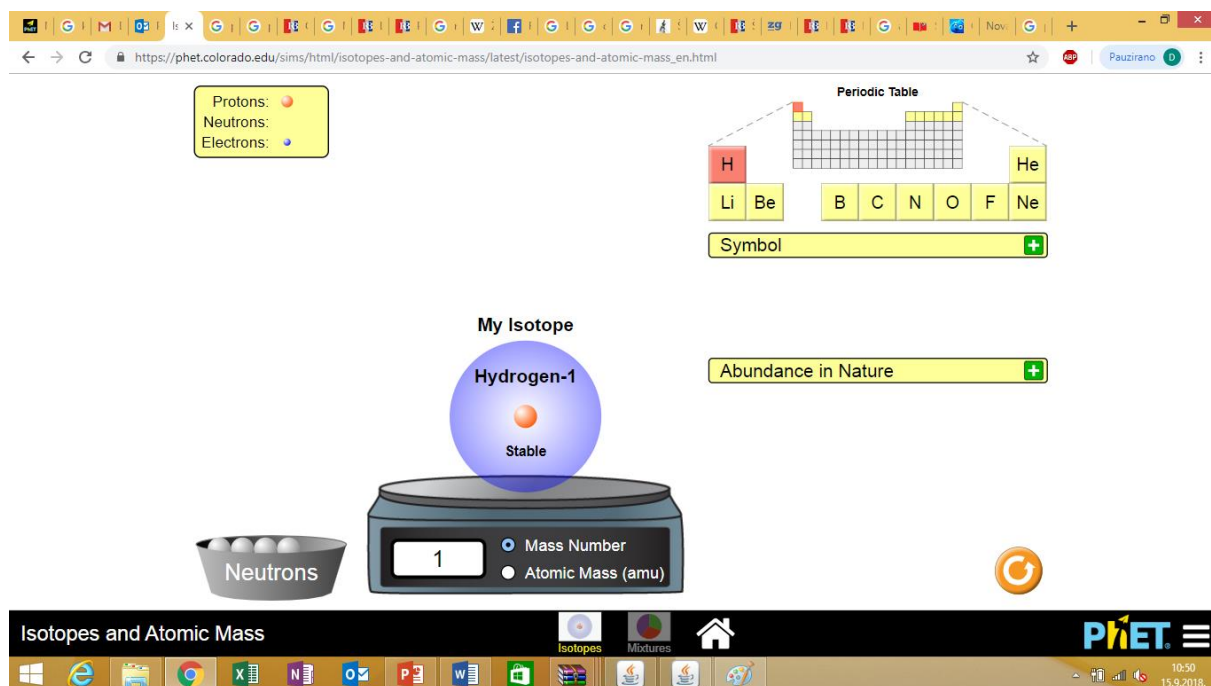 Nov
https://phet.colorado.edu/sims/html/isotopes-and-atomic-mass/latest/isotopes-and-atomic-mass_en.html
ABP
Pauzirano D
Protons:
Neutrons:
Electrons:
Periodic Table
H He
Li Be B C N O F Ne
Symbol
Abundance in Nature
My Isotope
Hydrogen-1
Stable
1
Mass Number
Atomic Mass (amu)
Neutrons
Isotopes and Atomic Mass
Isotopes
Mixtures
PhET
10:50
15.9.2018.